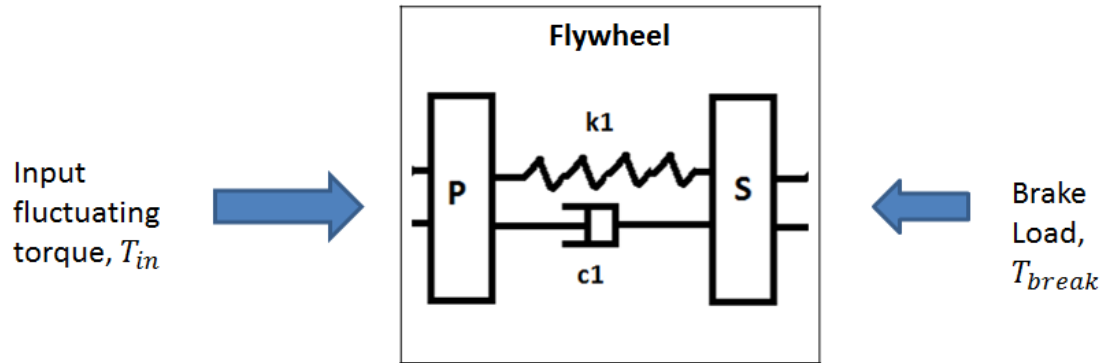 Flywheel
k1
Input
fluctuating
torque, T_in
P
S
Brake
Load,
T_break
c1